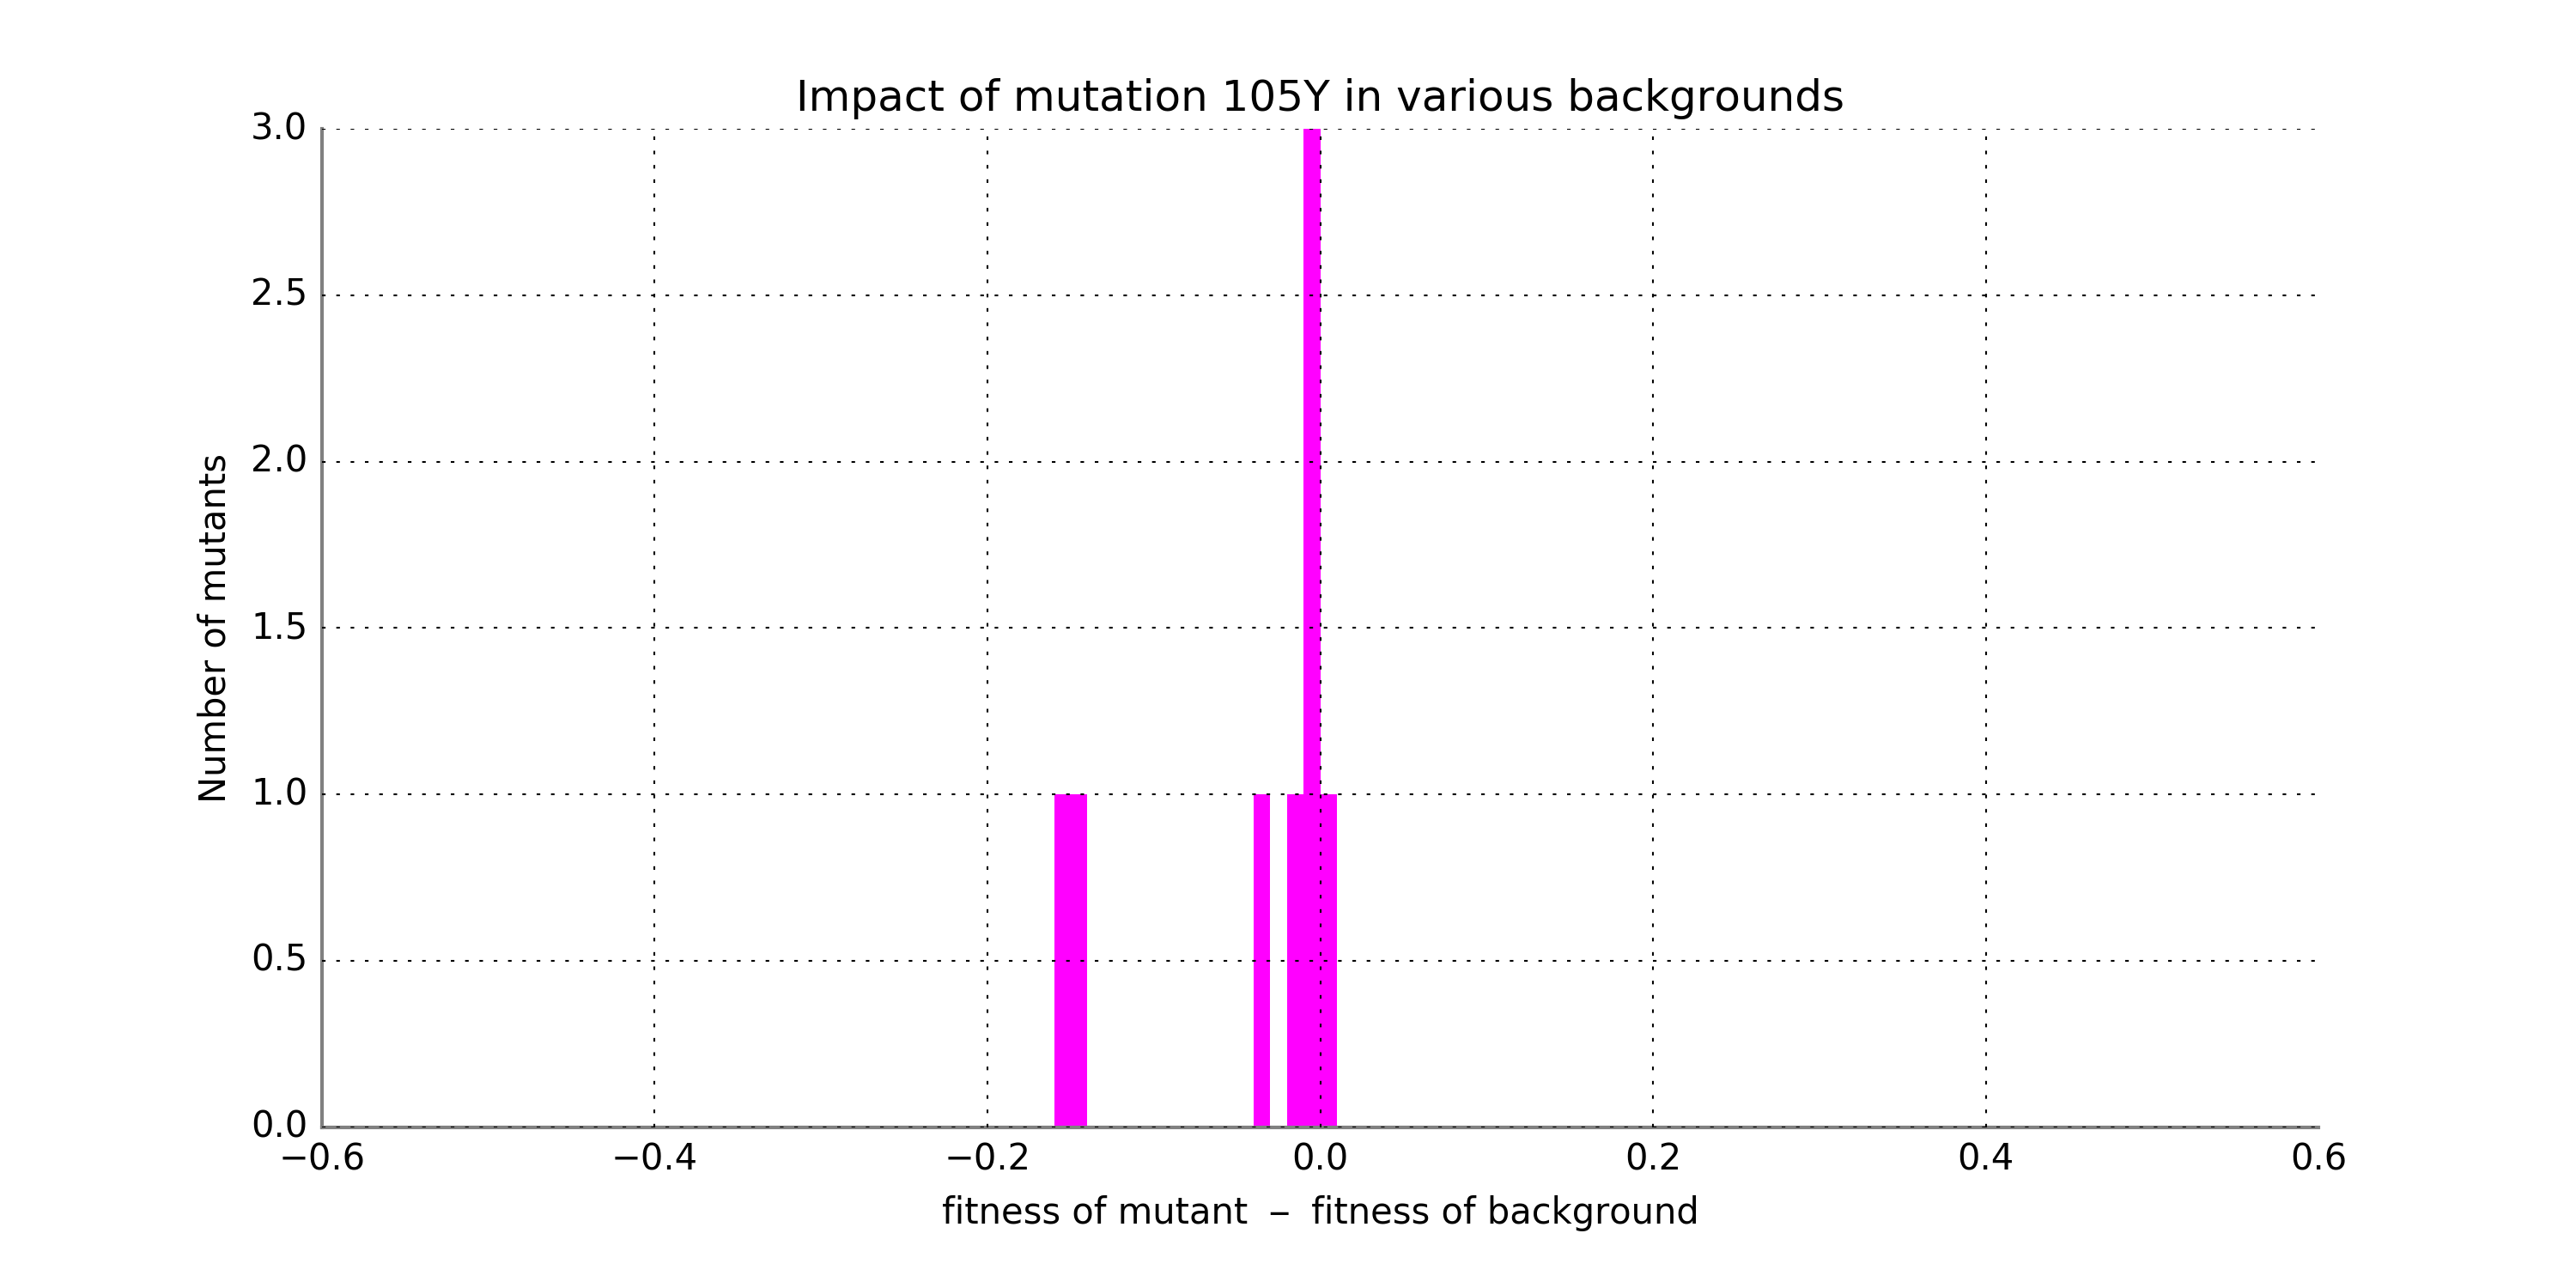 Impact of mutation 105Y in various backgrounds
3.0
2.5
2.0
1.5
1.0
0.5
0.0
Number of mutants
−0.6 −0.4 −0.2 0.0 0.2 0.4 0.6
fitness of mutant − fitness of background